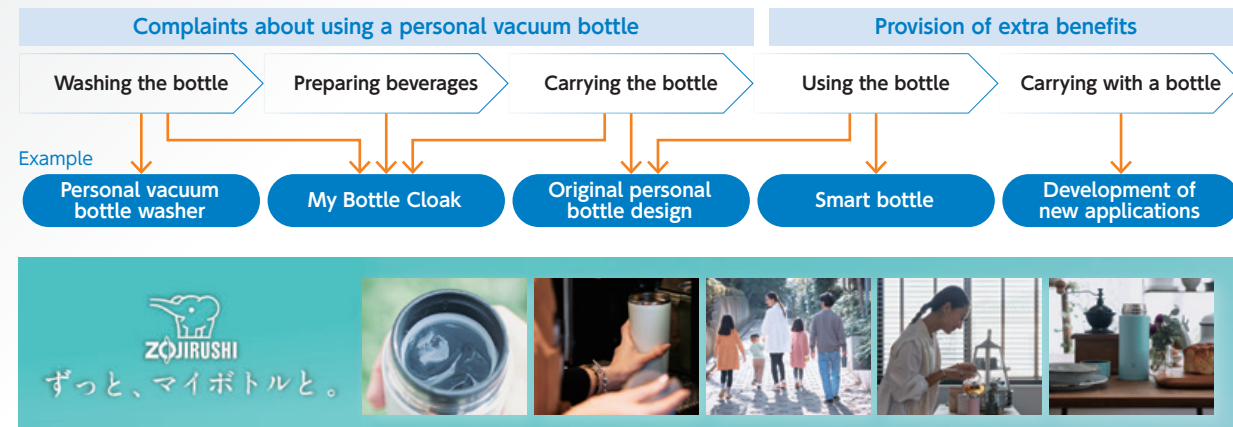 Complaints about using a personal vacuum bottle
Provision of extra benefits
Washing the bottle
Preparing beverages
Carrying the bottle
Using the bottle
Carrying with a bottle
Example
Personal vacuum
bottle washer
My Bottle Cloak
Original personal
bottle design
Smart bottle
Development of
new applications
ZOJIRUSHI
ずっと、マイボトルと。